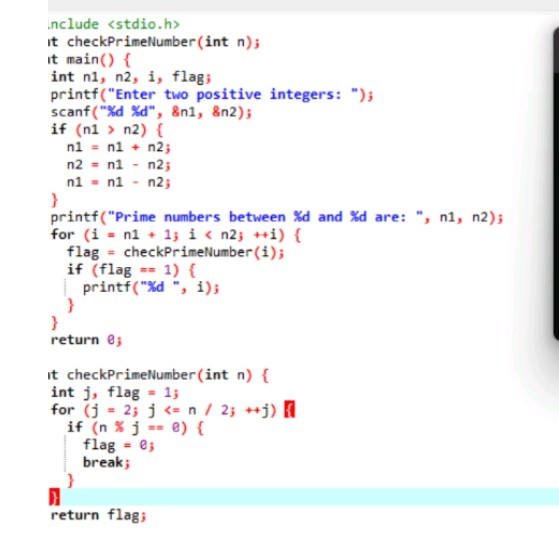 nclude <stdio.h>
nt checkPrimeNumber(int n);
nt main() {
int n1, n2, i, flag;
printf("Enter two positive integers: ");
scanf("%d %d", &n1, &n2);
if (n1 > n2) {
n1 = n1 + n2;
n2 = n1 - n2;
n1 = n1 - n2;
}
printf("Prime numbers between %d and %d are: ", n1, n2);
for (i = n1 + 1; i < n2; ++i) {
flag = checkPrimeNumber(i);
if (flag == 1) {
printf("%d ", i);
}
}
return 0;
nt checkPrimeNumber(int n) {
int j, flag = 1;
for (j = 2; j <= n / 2; ++j) {
if (n % j == 0) {
flag = 0;
break;
}
}
return flag;